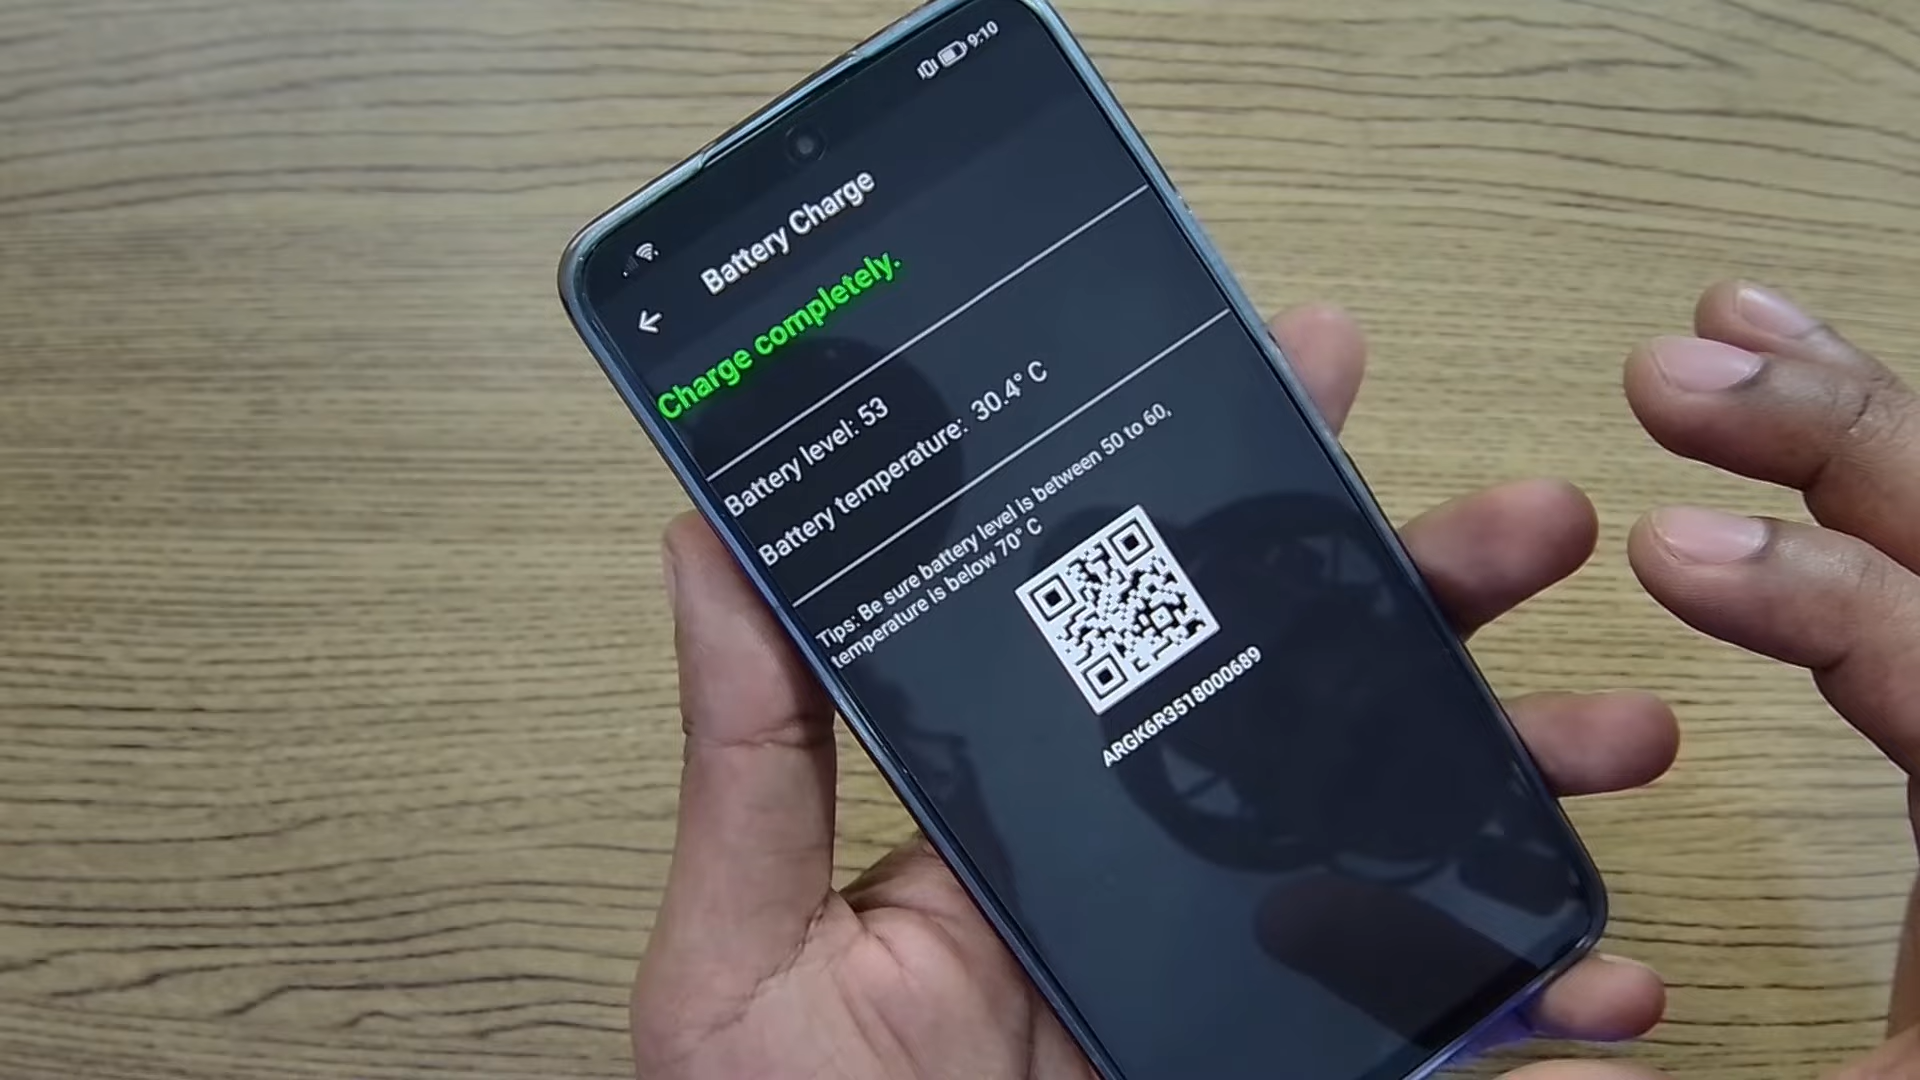 9:10
Battery Charge
Charge completely.
Battery level: 53
Battery temperature: 30.4° C
Tips: Be sure battery level is between 50 to 60,
temperature is below 70° C
ARGK6R3518000689